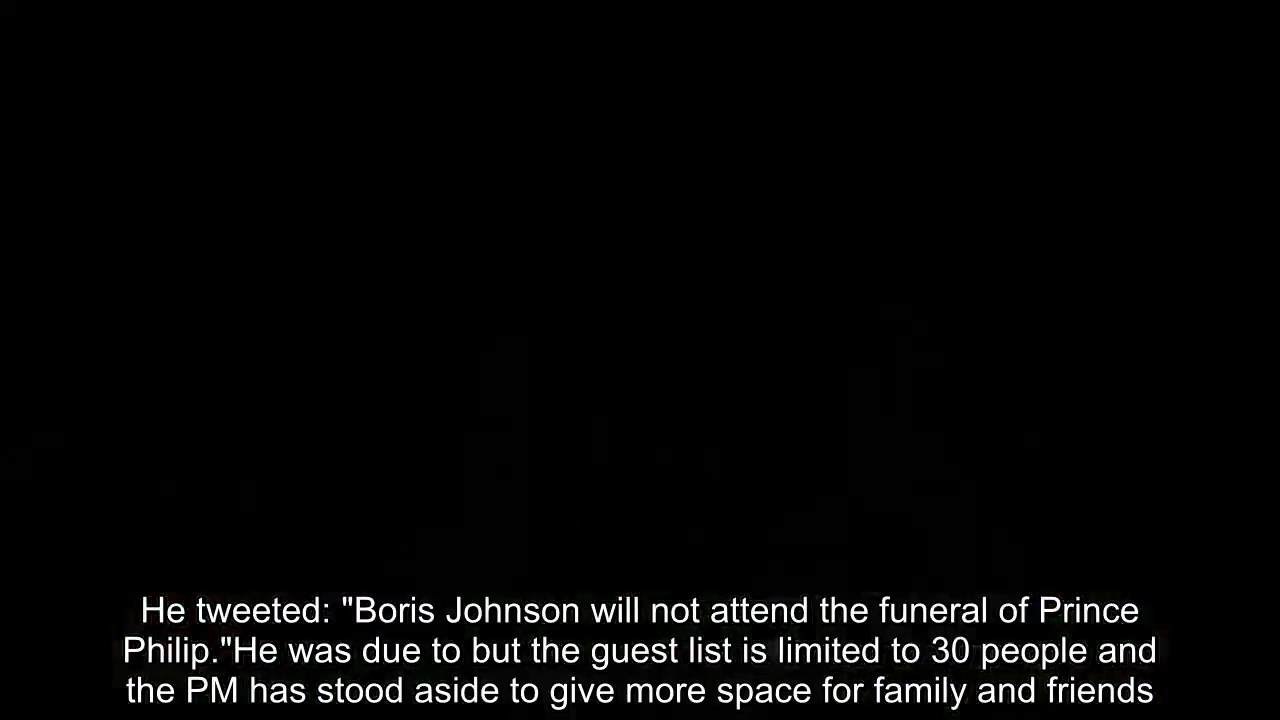 He tweeted: "Boris Johnson will not attend the funeral of Prince
Philip."He was due to but the guest list is limited to 30 people and
the PM has stood aside to give more space for family and friends